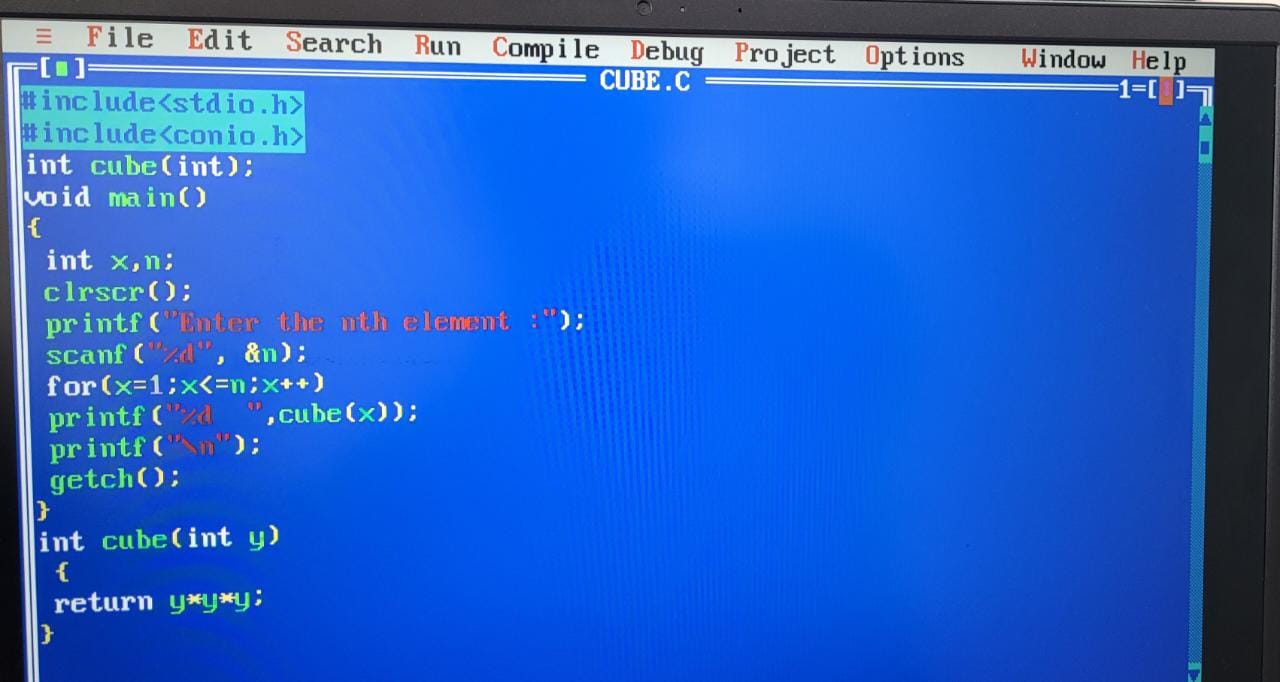 ≡ File Edit Search Run Compile Debug Project Options Window Help
[■] CUBE.C 1=[↕]
#include<stdio.h>
#include<conio.h>
int cube(int);
void main()
{
int x,n;
clrscr();
printf("Enter the nth element :");
scanf("%d", &n);
for(x=1;x<=n;x++)
printf("%d  ",cube(x));
printf("\n");
getch();
}
int cube(int y)
{
return y*y*y;
}